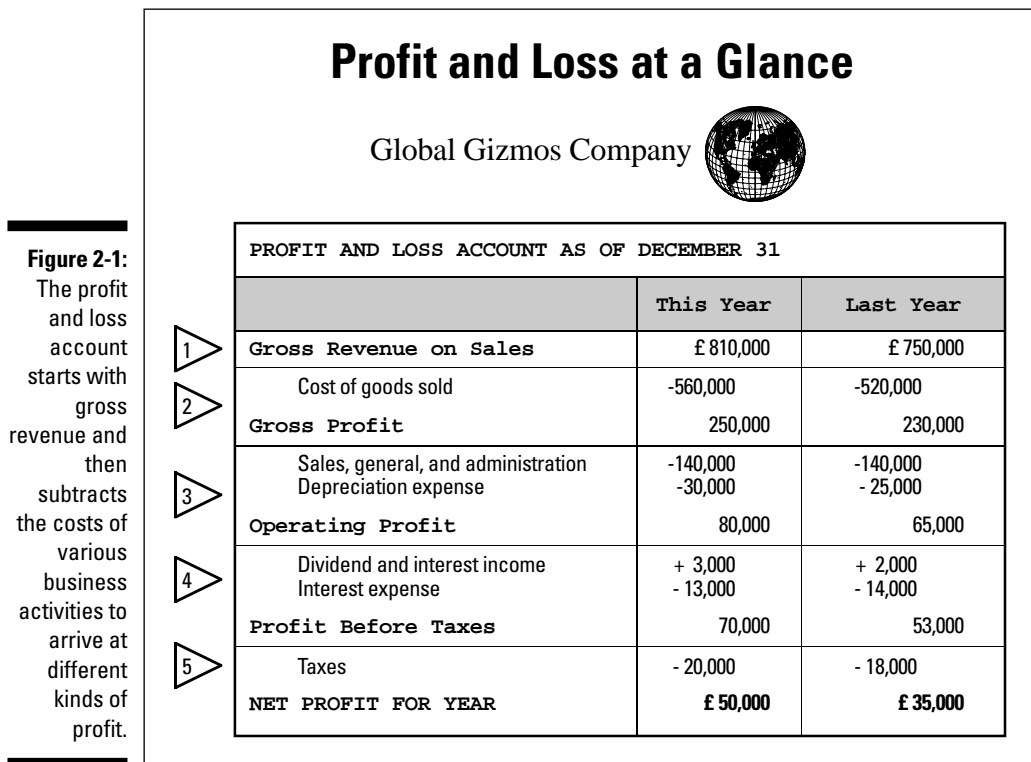 Profit and Loss at a Glance
Global Gizmos Company
Figure 2-1:
The profit
and loss
account
starts with
gross
revenue and
then
subtracts
the costs of
various
business
activities to
arrive at
different
kinds of
profit.
PROFIT AND LOSS ACCOUNT AS OF DECEMBER 31
This Year Last Year
1 Gross Revenue on Sales £ 810,000 £ 750,000
Cost of goods sold -560,000 -520,000
2
Gross Profit 250,000 230,000
Sales, general, and administration -140,000 -140,000
3 Depreciation expense -30,000 - 25,000
Operating Profit 80,000 65,000
Dividend and interest income + 3,000 + 2,000
4 Interest expense - 13,000 - 14,000
Profit Before Taxes 70,000 53,000
5 Taxes - 20,000 - 18,000
NET PROFIT FOR YEAR £ 50,000 £ 35,000